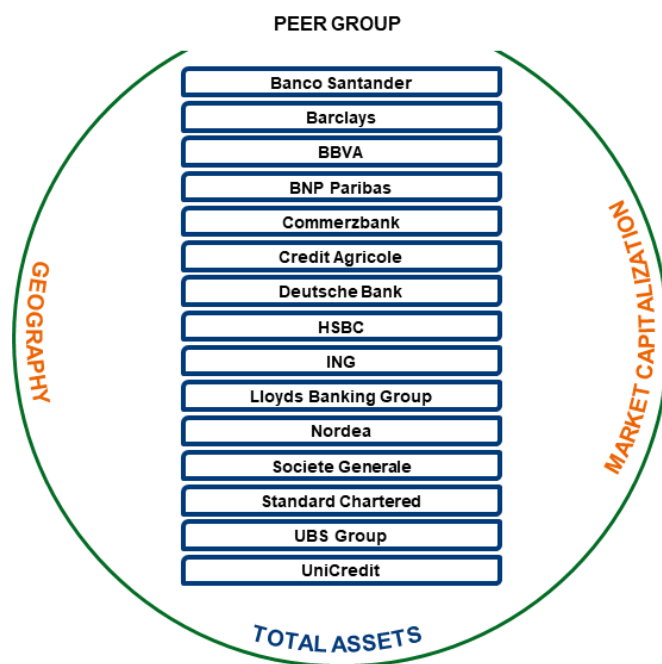 PEER GROUP
Banco Santander
Barclays
BBVA
BNP Paribas
Commerzbank
Credit Agricole
Deutsche Bank
HSBC
ING
Lloyds Banking Group
Nordea
Societe Generale
Standard Chartered
UBS Group
UniCredit
GEOGRAPHY
MARKET CAPITALIZATION
TOTAL ASSETS